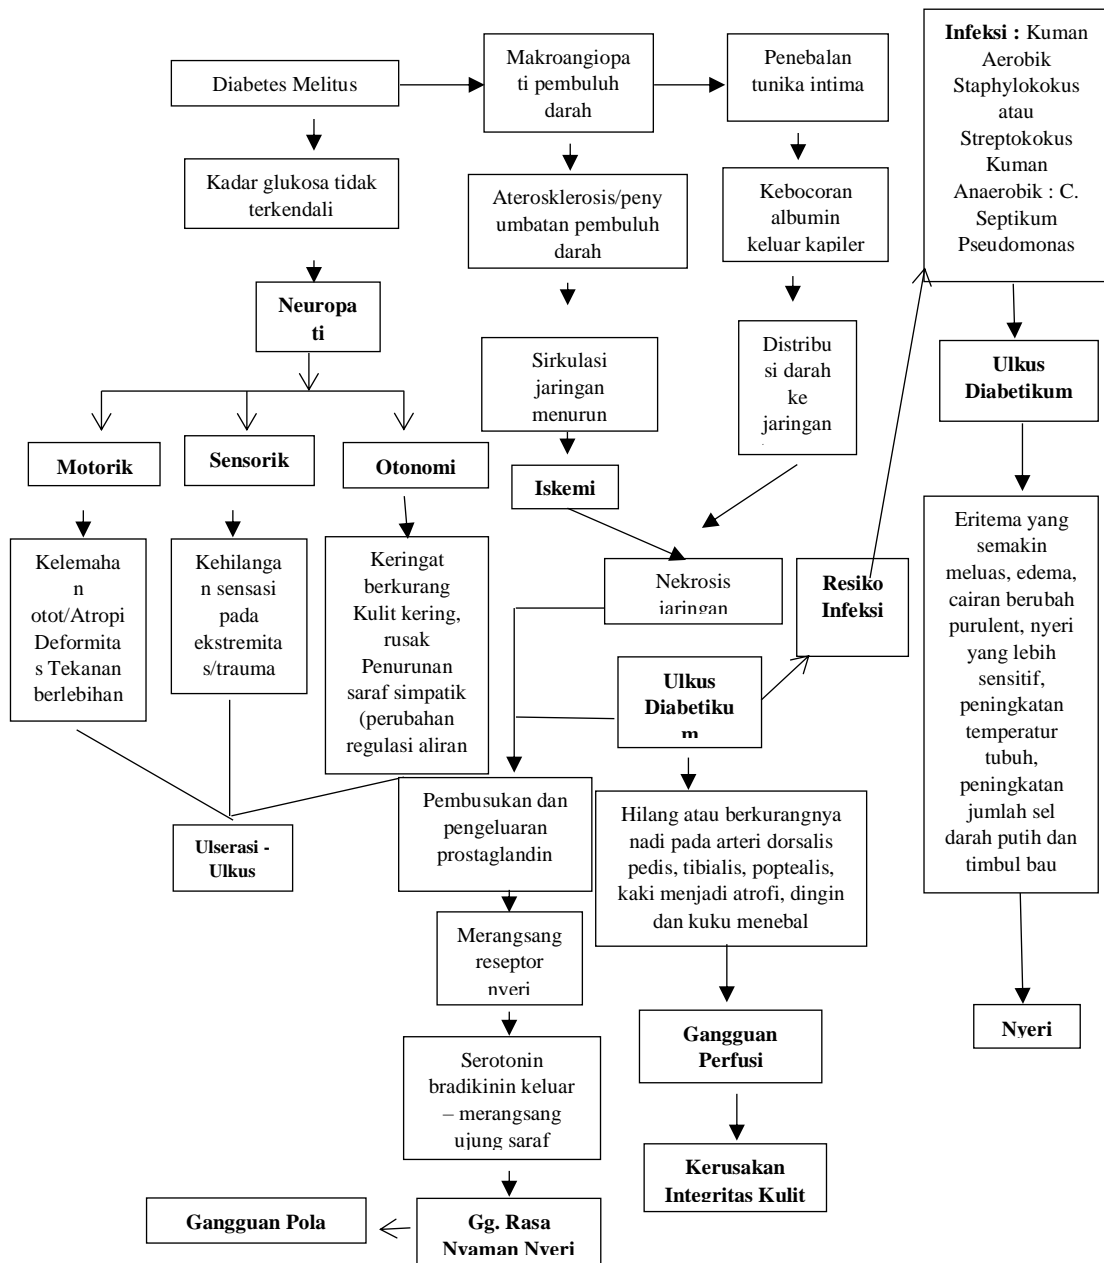 Diabetes Melitus
Makroangiopa
ti pembuluh
darah
Penebalan
tunika intima
Infeksi : Kuman
Aerobik
Staphylokokus
atau
Streptokokus
Kuman
Anaerobik : C.
Septikum
Pseudomonas
Kadar glukosa tidak
terkendali
Aterosklerosis/peny
umbatan pembuluh
darah
Kebocoran
albumin
keluar kapiler
Neuropa
ti
Sirkulasi
jaringan
menurun
Distribu
si darah
ke
jaringan
Ulkus
Diabetikum
Motorik
Sensorik
Otonomi
Iskemi
Kelemaha
n
otot/Atropi
Deformita
s Tekanan
berlebihan
Kehilangan
n sensasi
pada
ekstremita
s/trauma
Keringat
berkurang
Kulit kering,
rusak
Penurunan
saraf simpatik
(perubahan
regulasi aliran
Nekrosis
jaringan
Resiko
Infeksi
Eritema yang
semakin
meluas, edema,
cairan berubah
purulent, nyeri
yang lebih
sensitif,
peningkatan
temperatur
tubuh,
peningkatan
jumlah sel
darah putih dan
timbul bau
Ulkus
Diabetiku
m
Ulserasi -
Ulkus
Pembusukan dan
pengeluaran
prostaglandin
Hilang atau berkurangnya
nadi pada arteri dorsalis
pedis, tibialis, poptealis,
kaki menjadi atrofi, dingin
dan kuku menebal
Merangsang
reseptor
nyeri
Gangguan
Perfusi
Nyeri
Serotonin
bradikinin keluar
– merangsang
ujung saraf
Kerusakan
Integritas Kulit
Gangguan Pola
Gg. Rasa
Nyaman Nyeri